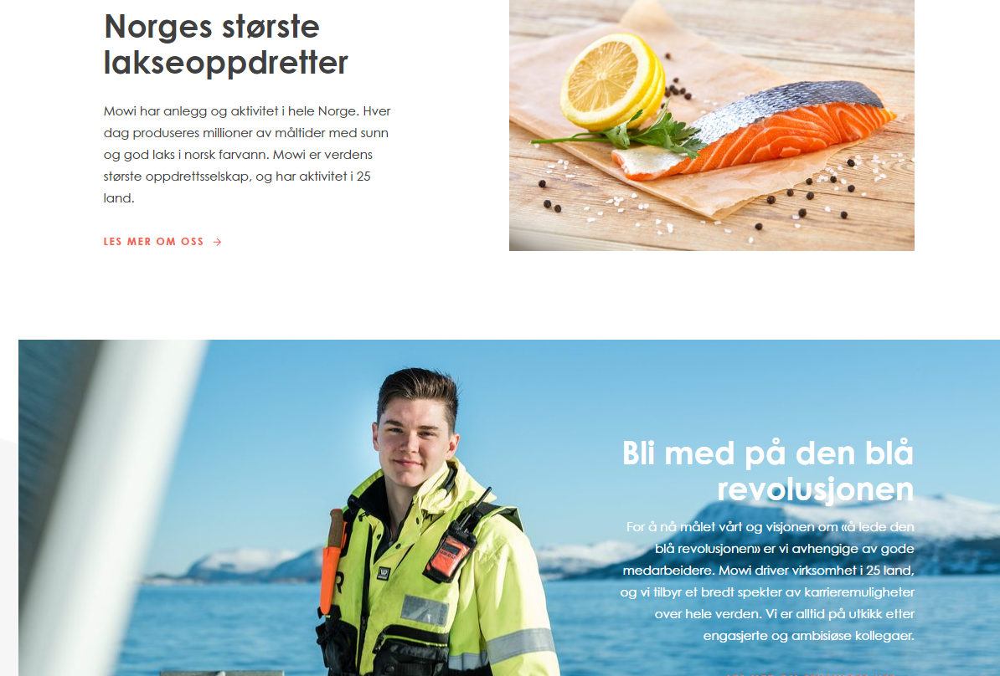 Norges største
lakseoppdretter
Mowi har anlegg og aktivitet i hele Norge. Hver
dag produseres millioner av måltider med sunn
og god laks i norsk farvann. Mowi er verdens
største oppdrettsselskap, og har aktivitet i 25
land.
LES MER OM OSS →
Bli med på den blå
revolusjonen
For å nå målet vårt og visjonen om «å lede den
blå revolusjonen» er vi avhengige av gode
medarbeidere. Mowi driver virksomhet i 25 land,
og vi tilbyr et bredt spekter av karrieremuligheter
over hele verden. Vi er alltid på utkikk etter
engasjerte og ambisiøse kollegaer.